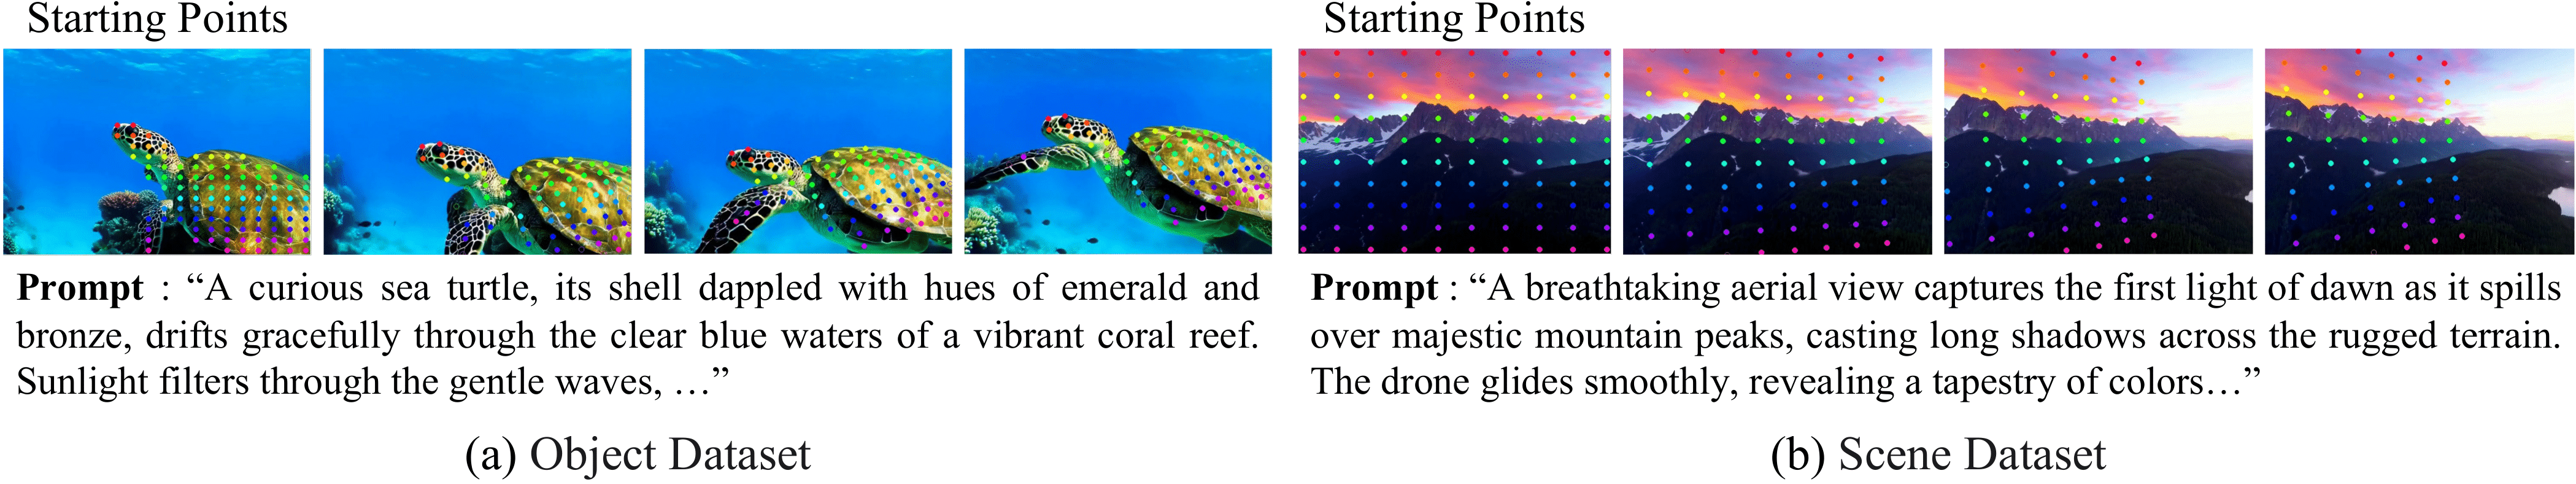 Starting Points
Prompt : “A curious sea turtle, its shell dappled with hues of emerald and
bronze, drifts gracefully through the clear blue waters of a vibrant coral reef.
Sunlight filters through the gentle waves, …”
(a) Object Dataset
Starting Points
Prompt : “A breathtaking aerial view captures the first light of dawn as it spills
over majestic mountain peaks, casting long shadows across the rugged terrain.
The drone glides smoothly, revealing a tapestry of colors…”
(b) Scene Dataset